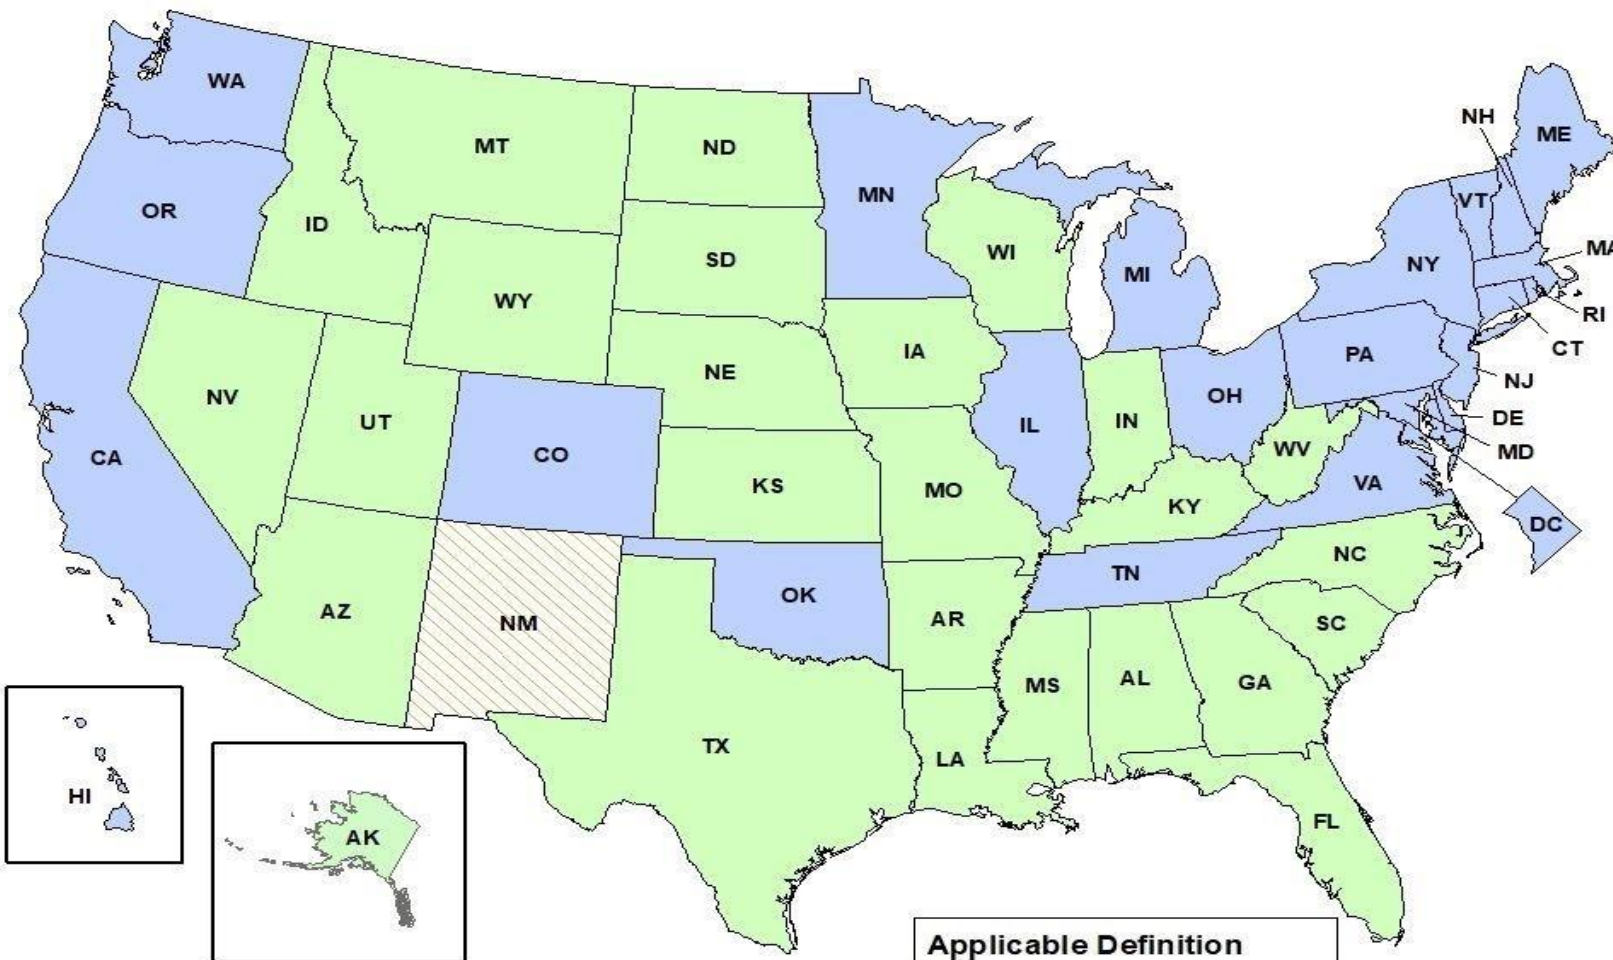 WA
NH
ME
MT
ND
MN
VT
OR
ID
WI
MA
SD
NY
MI
WY
RI
CT
IA
PA
NE
NJ
NV
OH
UT
IN
DE
IL
CO
MD
CA
WV
KS
VA
MO
KY
DC
NC
TN
OK
AZ
AR
NM
SC
MS
AL
GA
TX
LA
HI
FL
AK
Applicable Definition